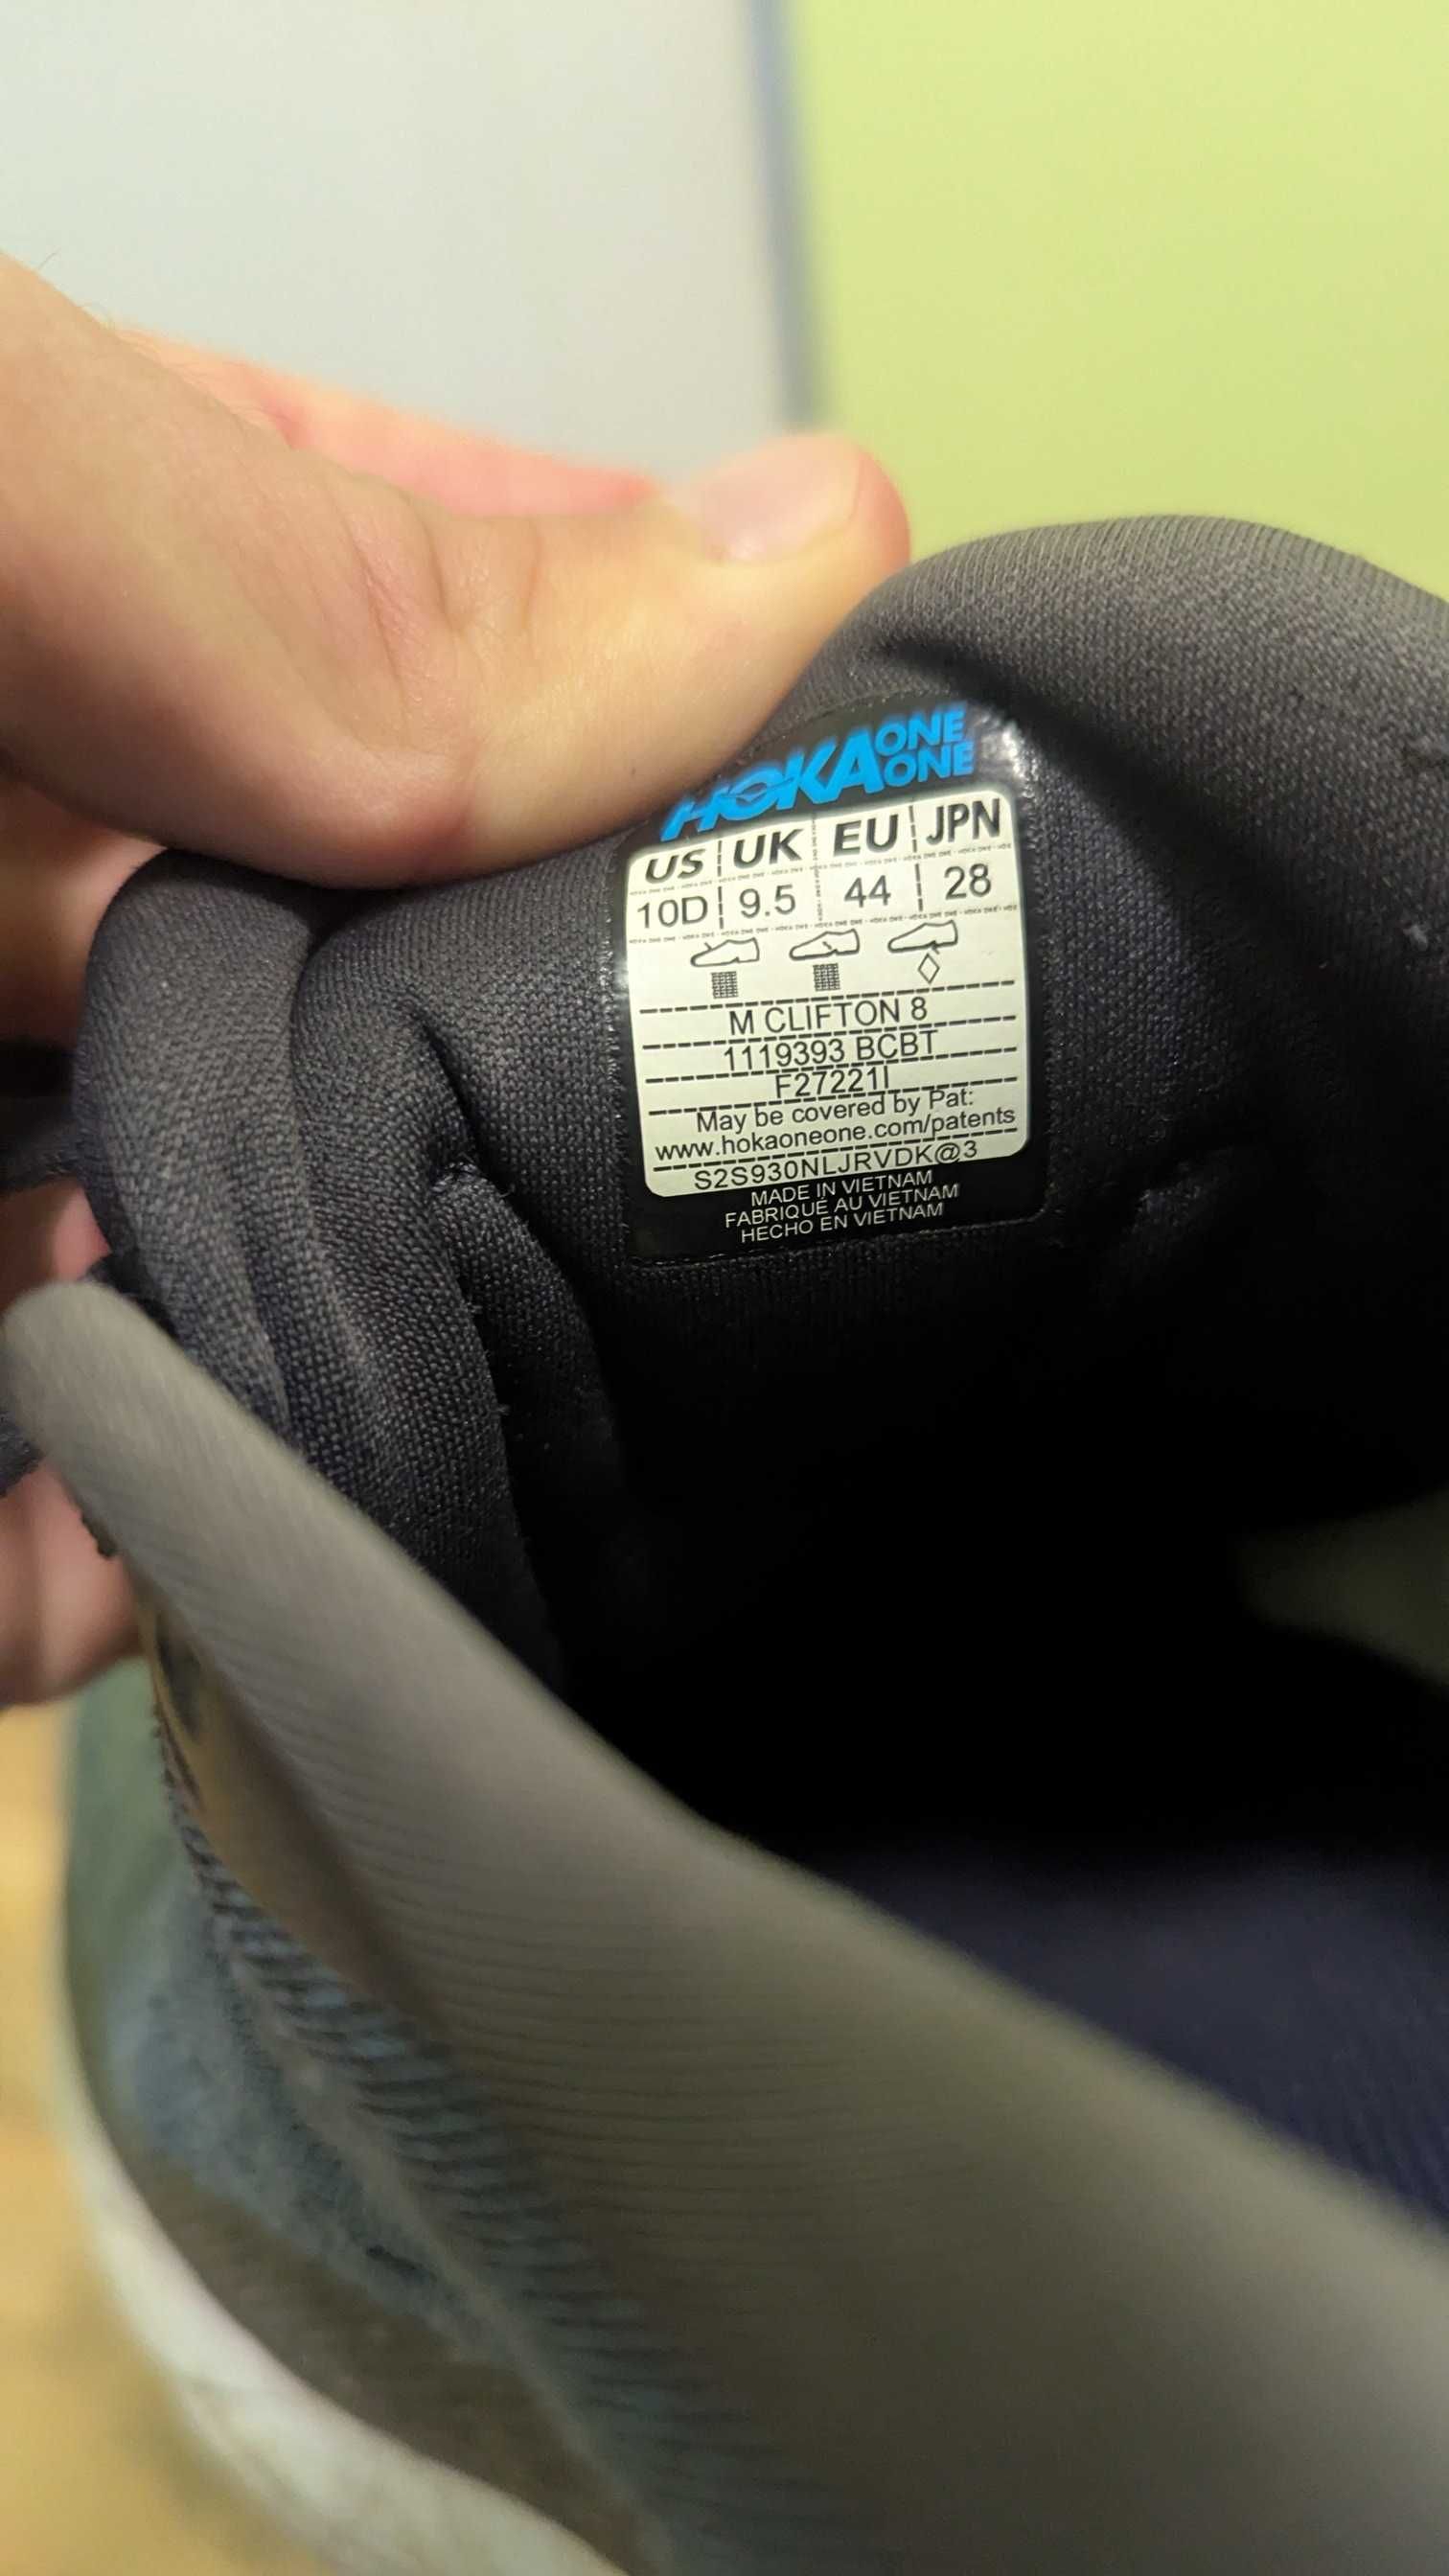 HOKA ONE ONE
US UK EU JPN
10D 9.5 44 28
M CLIFTON 8
1119393 BCBT
F27221I
May be covered by Pat:
www.hokaoneone.com/patents
S2S930NLJRVDK@3
MADE IN VIETNAM
FABRIQUÉ AU VIETNAM
HECHO EN VIETNAM